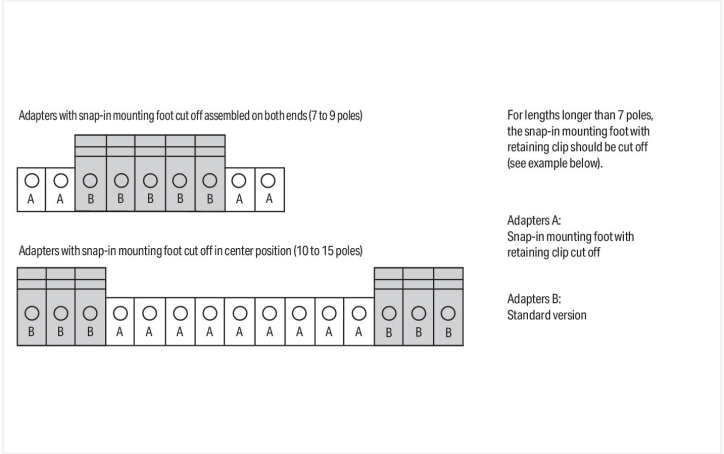 Adapters with snap-in mounting foot cut off assembled on both ends (7 to 9 poles)
A A B B B B B A A
Adapters with snap-in mounting foot cut off in center position (10 to 15 poles)
B B B A A A A A A A A A B B B
For lengths longer than 7 poles,
the snap-in mounting foot with
retaining clip should be cut off
(see example below).
Adapters A:
Snap-in mounting foot with
retaining clip cut off
Adapters B:
Standard version